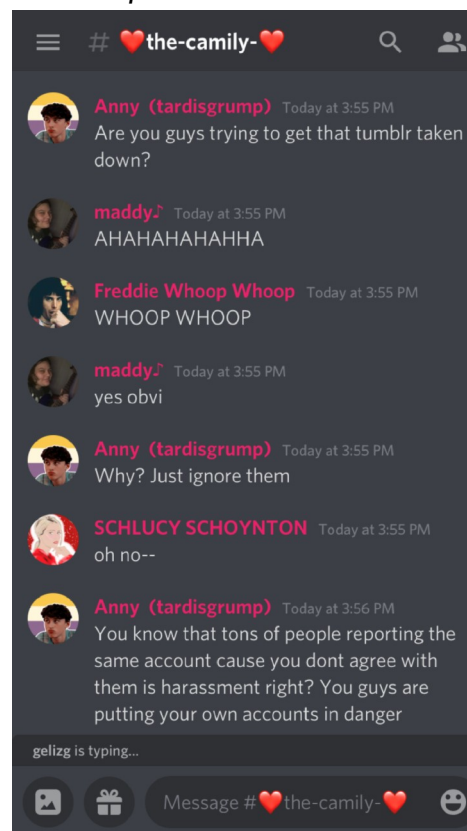 # ❤️the-camily-❤️
Anny (tardisgrump) Today at 3:55 PM
Are you guys trying to get that tumblr taken
down?
maddy♪ Today at 3:55 PM
AHAHAHAHAHHA
Freddie Whoop Whoop Today at 3:55 PM
WHOOP WHOOP
maddy♪ Today at 3:55 PM
yes obvi
Anny (tardisgrump) Today at 3:55 PM
Why? Just ignore them
SCHLUCY SCHOYNTON Today at 3:55 PM
oh no--
Anny (tardisgrump) Today at 3:56 PM
You know that tons of people reporting the
same account cause you dont agree with
them is harassment right? You guys are
putting your own accounts in danger
gelizg is typing...
Message #❤️the-camily-❤️